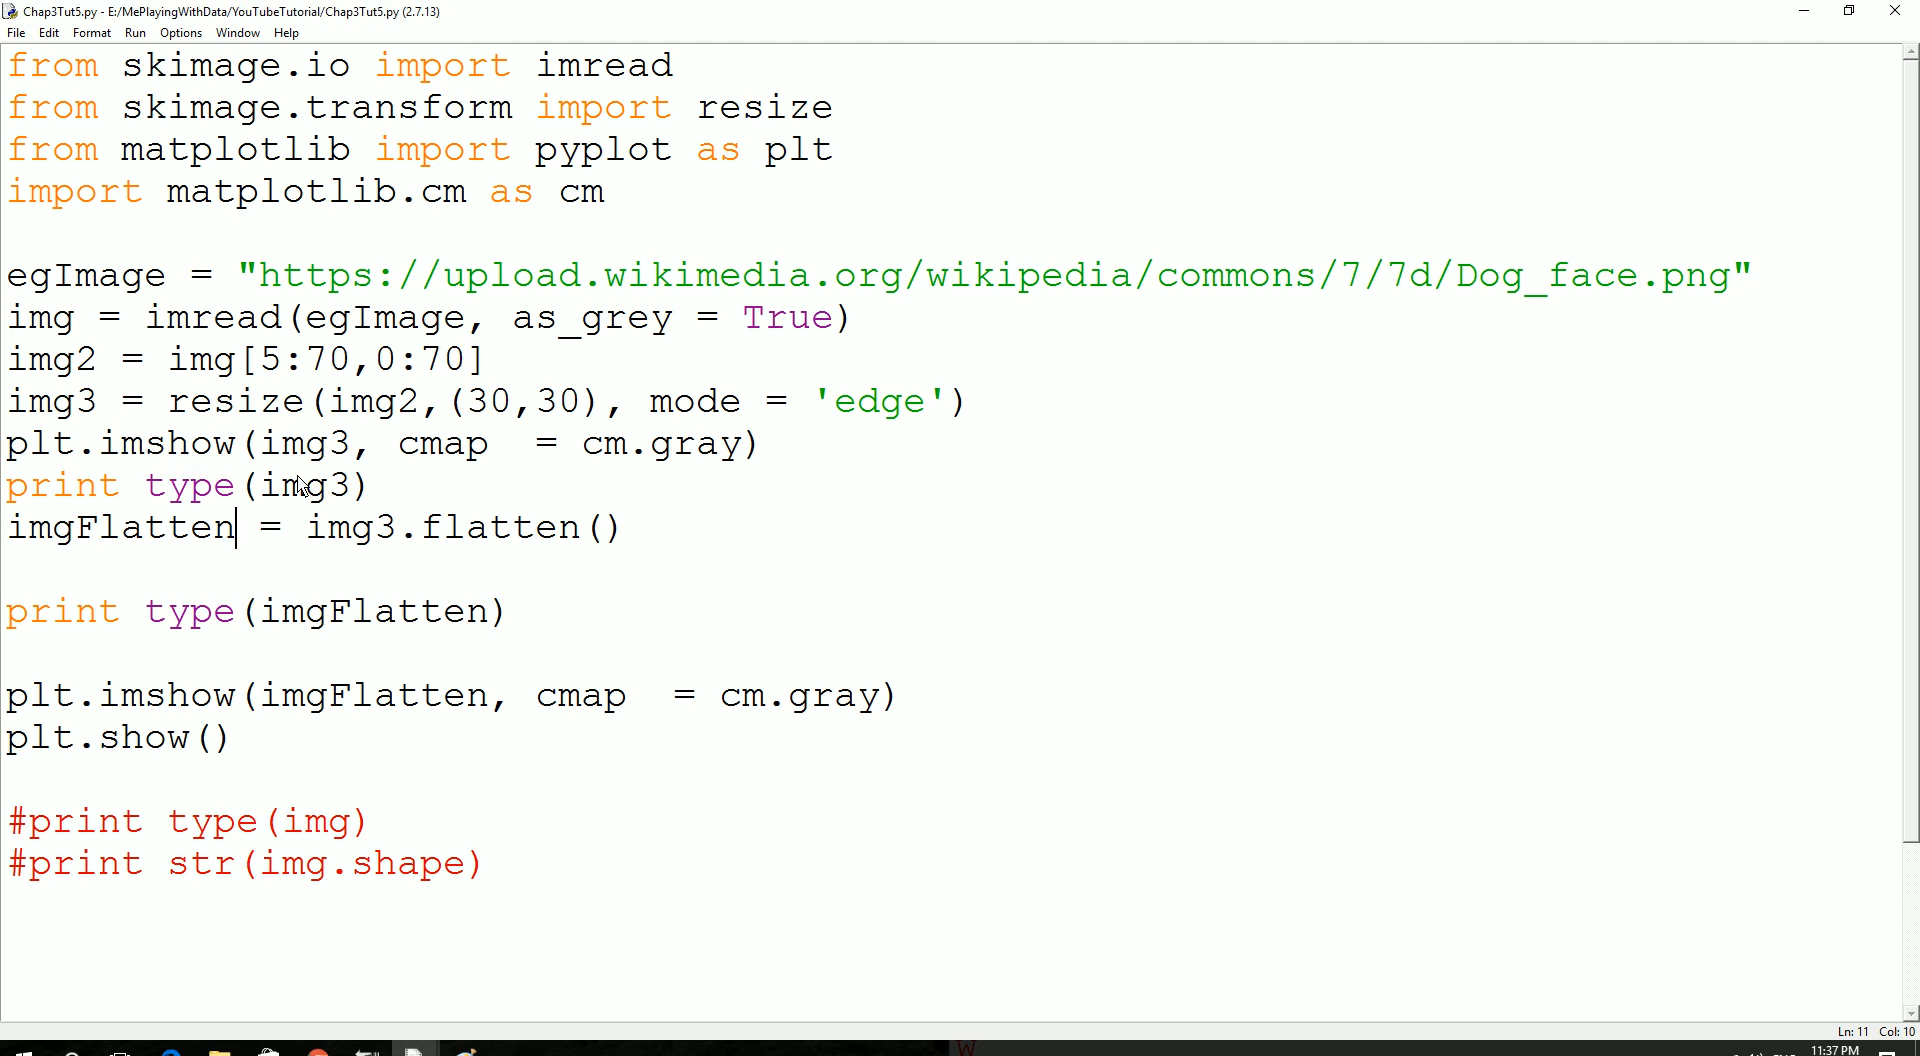 Chap3Tut5.py - E:/MePlayingWithData/YouTubeTutorial/Chap3Tut5.py (2.7.13)
File Edit Format Run Options Window Help
from skimage.io import imread
from skimage.transform import resize
from matplotlib import pyplot as plt
import matplotlib.cm as cm
egImage = "https://upload.wikimedia.org/wikipedia/commons/7/7d/Dog_face.png"
img = imread(egImage, as_grey = True)
img2 = img[5:70,0:70]
img3 = resize(img2,(30,30), mode = 'edge')
plt.imshow(img3, cmap  = cm.gray)
print type(img3)
imgFlatten = img3.flatten()
print type(imgFlatten)
plt.imshow(imgFlatten, cmap  = cm.gray)
plt.show()
#print type(img)
#print str(img.shape)
Ln: 11 Col: 10
11:37 PM